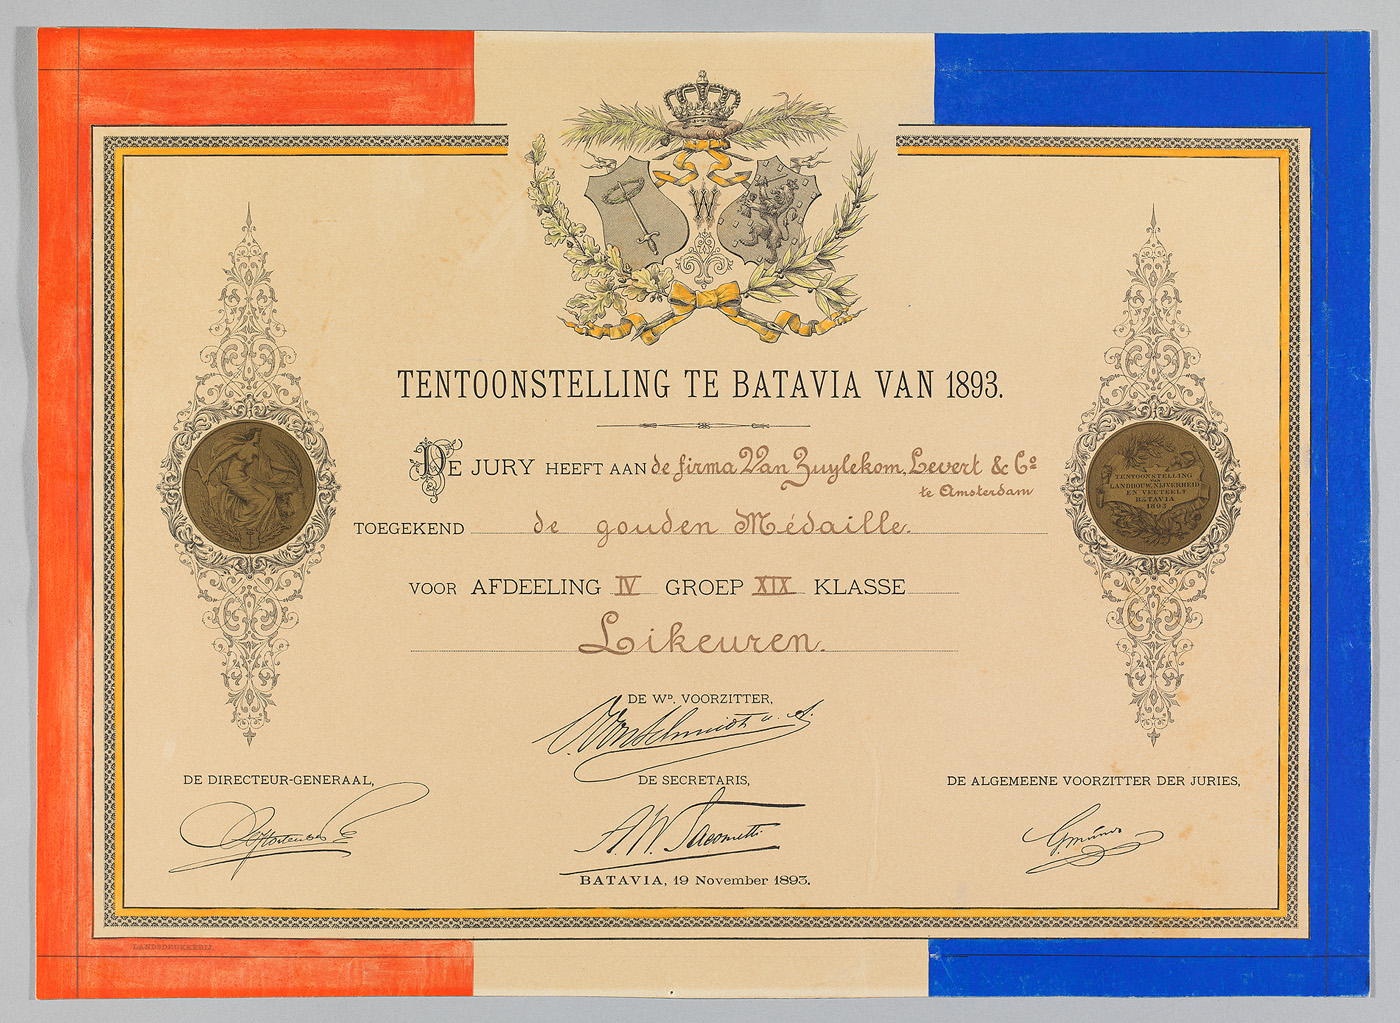 W
TENTOONSTELLING TE BATAVIA VAN 1893.
DE JURY HEEFT AAN de firma Van Zuylekom, Levert & Co
te Amsterdam
TOEGEKEND de gouden Médaille.
VOOR AFDEELING IV GROEP XIX KLASSE
Likeuren.
TENTOONSTELLING
VAN
LANDBOUW, NIJVERHEID
EN VEETEELT
BATAVIA
1893
DE WD. VOORZITTER,
DE DIRECTEUR-GENERAAL,
DE SECRETARIS,
DE ALGEMEENE VOORZITTER DER JURIES,
BATAVIA, 19 November 1893.
LANDSDRUKKERIJ.